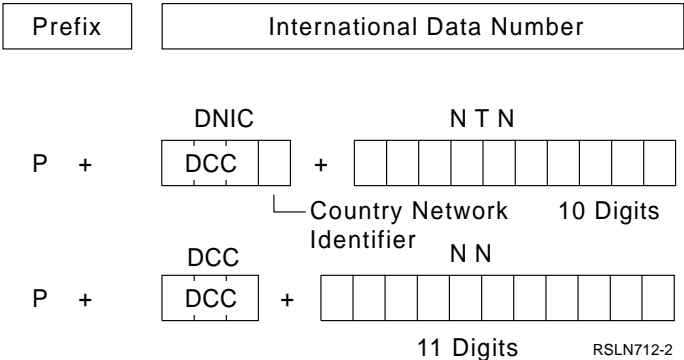 Prefix International Data Number
DNIC N T N
P + DCC +
Country Network 10 Digits
Identifier
DCC N N
P + DCC +
11 Digits RSLN712-2